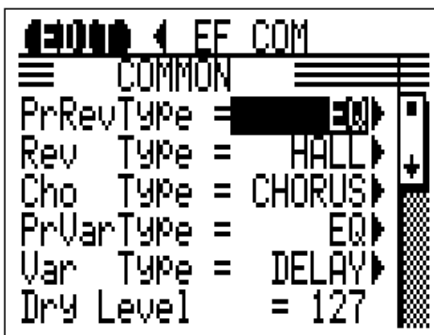 EDIT ◀ EF COM
COMMON
PrRevType = EQ▶
Rev Type = HALL▶
Cho Type = CHORUS▶
PrVarType = EQ▶
Var Type = DELAY▶
Dry Level = 127